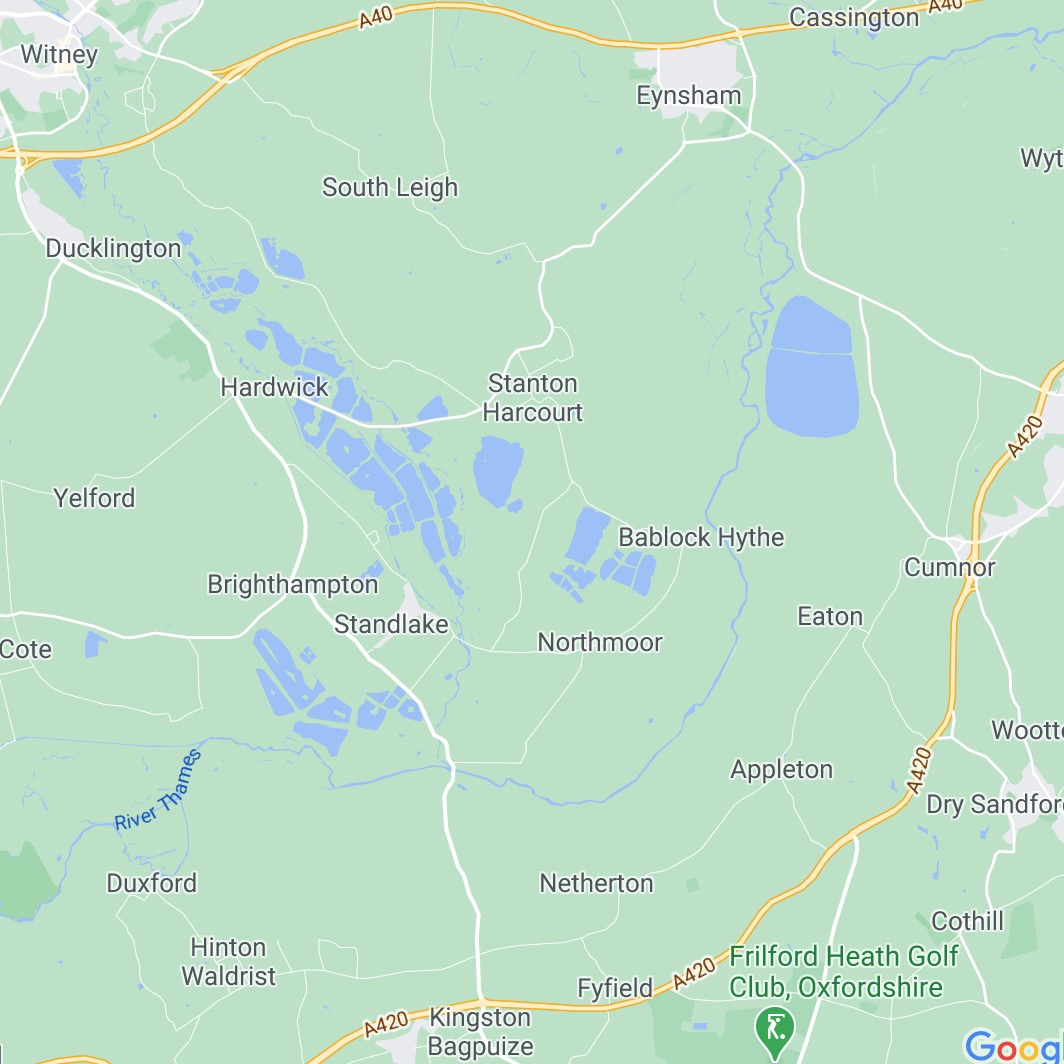 A40
A40
Cassington
Witney
Eynsham
Wyt
South Leigh
Ducklington
Hardwick
Stanton
Harcourt
A420
Yelford
Bablock Hythe
Cumnor
Brighthampton
Eaton
Standlake
Northmoor
Cote
Wootto
River Thames
Appleton
A420
Dry Sandford
Duxford
Netherton
Cothill
Hinton
Waldrist
Frilford Heath Golf
Club, Oxfordshire
A420
Fyfield
A420
Kingston
Bagpuize
Goog